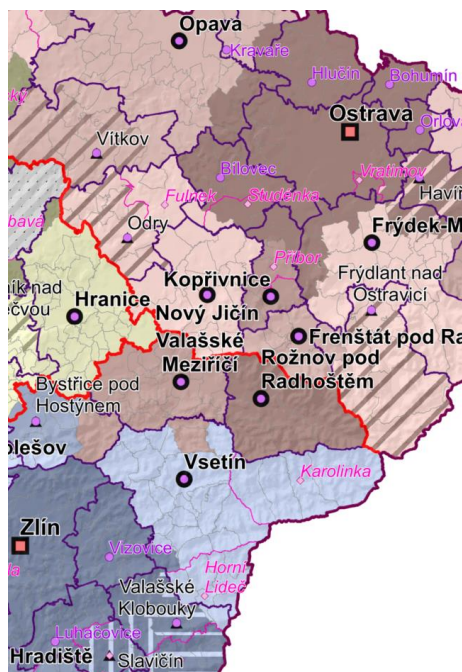 Opava
Kravaře
Hlučín
Bohumín
Ostrava
Orlová
Vítkov
Bílovec
Vratimov
Havířov
Fulnek
Studénka
Odry
Frýdek-M
Příbor
Kopřivnice
Frýdlant nad
Ostravicí
Hranice
Nový Jičín
Valašské
Meziříčí
Frenštát pod Ra
Rožnov pod
Radhoštěm
Bystřice pod
Hostýnem
olešov
Vsetín
Karolinka
Zlín
Vizovice
Horní
Lideč
Valašské
Klobouky
Luhačovice
Hradiště
Slavičín